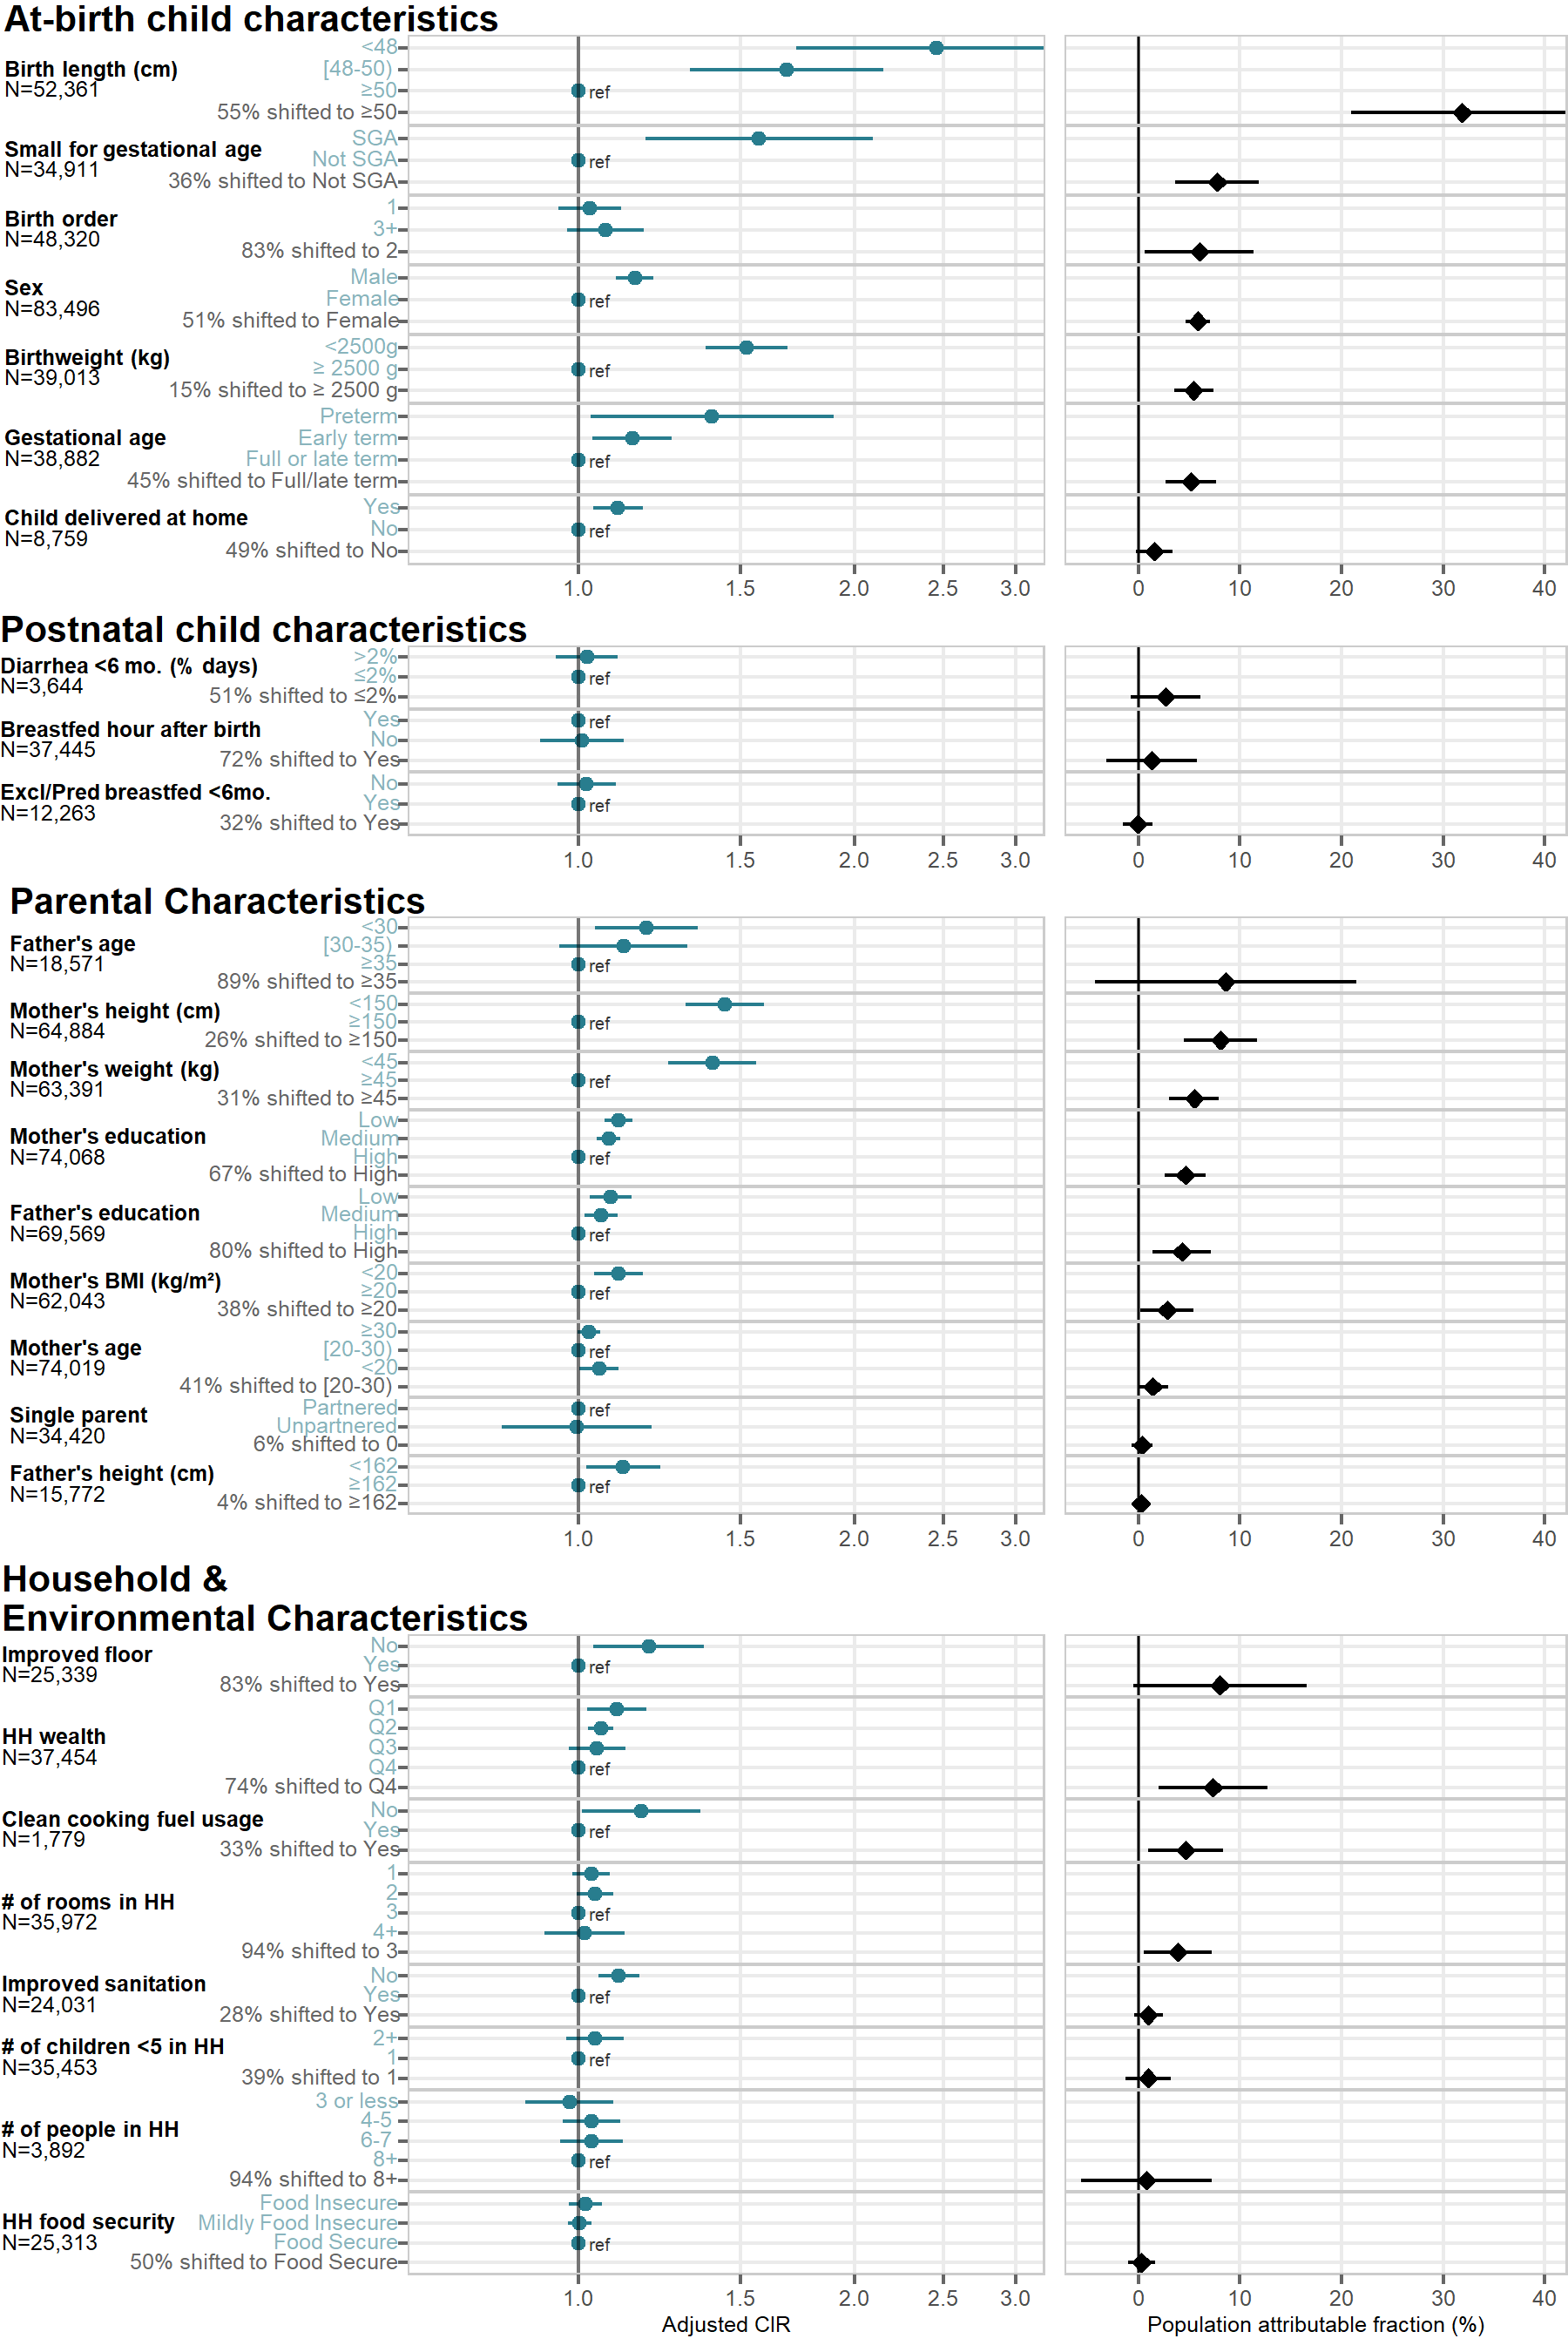 At-birth child characteristics
Birth length (cm)
N=52,361
<48
[48-50)
≥50
55% shifted to ≥50
ref
Small for gestational age
N=34,911
SGA
Not SGA
36% shifted to Not SGA
ref
Birth order
N=48,320
1
3+
83% shifted to 2
Sex
N=83,496
Male
Female
51% shifted to Female
ref
Birthweight (kg)
N=39,013
<2500g
≥ 2500 g
15% shifted to ≥ 2500 g
ref
Gestational age
N=38,882
Preterm
Early term
Full or late term
45% shifted to Full/late term
ref
Child delivered at home
N=8,759
Yes
No
49% shifted to No
ref
1.0 1.5 2.0 2.5 3.0 0 10 20 30 40
Postnatal child characteristics
Diarrhea <6 mo. (% days)
N=3,644
>2%
≤2%
51% shifted to ≤2%
ref
Breastfed hour after birth
N=37,445
Yes
No
72% shifted to Yes
ref
Excl/Pred breastfed <6mo.
N=12,263
No
Yes
32% shifted to Yes
ref
1.0 1.5 2.0 2.5 3.0 0 10 20 30 40
Parental Characteristics
Father's age
N=18,571
<30
[30-35)
≥35
89% shifted to ≥35
ref
Mother's height (cm)
N=64,884
<150
≥150
26% shifted to ≥150
ref
Mother's weight (kg)
N=63,391
<45
≥45
31% shifted to ≥45
ref
Mother's education
N=74,068
Low
Medium
High
67% shifted to High
ref
Father's education
N=69,569
Low
Medium
High
80% shifted to High
ref
Mother's BMI (kg/m²)
N=62,043
<20
≥20
38% shifted to ≥20
ref
Mother's age
N=74,019
≥30
[20-30)
<20
41% shifted to [20-30)
ref
Single parent
N=34,420
Partnered
Unpartnered
6% shifted to 0
ref
Father's height (cm)
N=15,772
<162
≥162
4% shifted to ≥162
ref
1.0 1.5 2.0 2.5 3.0 0 10 20 30 40
Household &
Environmental Characteristics
Improved floor
N=25,339
No
Yes
83% shifted to Yes
ref
HH wealth
N=37,454
Q1
Q2
Q3
Q4
74% shifted to Q4
ref
Clean cooking fuel usage
N=1,779
No
Yes
33% shifted to Yes
ref
# of rooms in HH
N=35,972
1
2
3
4+
94% shifted to 3
ref
Improved sanitation
N=24,031
No
Yes
28% shifted to Yes
ref
# of children <5 in HH
N=35,453
2+
1
39% shifted to 1
ref
# of people in HH
N=3,892
3 or less
4-5
6-7
8+
94% shifted to 8+
ref
HH food security
N=25,313
Food Insecure
Mildly Food Insecure
Food Secure
50% shifted to Food Secure
ref
1.0 1.5 2.0 2.5 3.0 0 10 20 30 40
Adjusted CIR
Population attributable fraction (%)